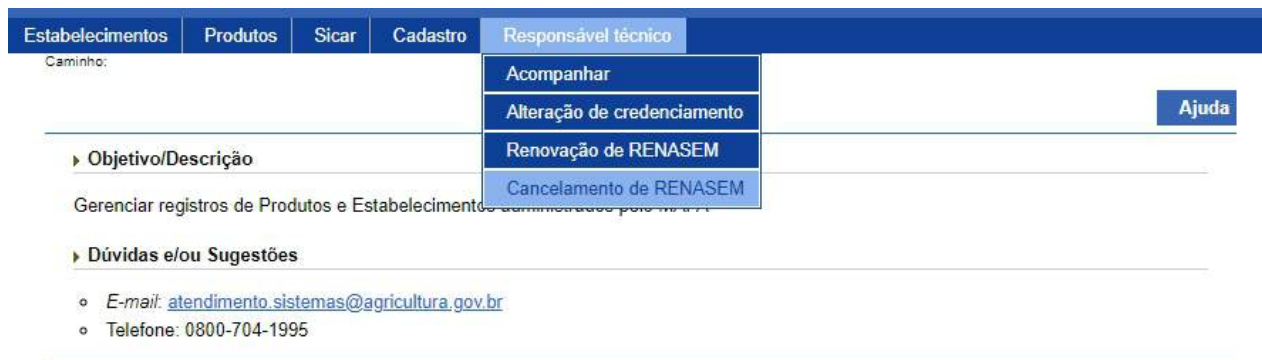 Estabelecimentos Produtos Sicar Cadastro Responsável técnico
Caminho:
Acompanhar
Alteração de credenciamento
Ajuda
Renovação de RENASEM
Objetivo/Descrição
Cancelamento de RENASEM
Gerenciar registros de Produtos e Estabelecimentos
Dúvidas e/ou Sugestões
E-mail: atendimento.sistemas@agricultura.gov.br
Telefone: 0800-704-1995